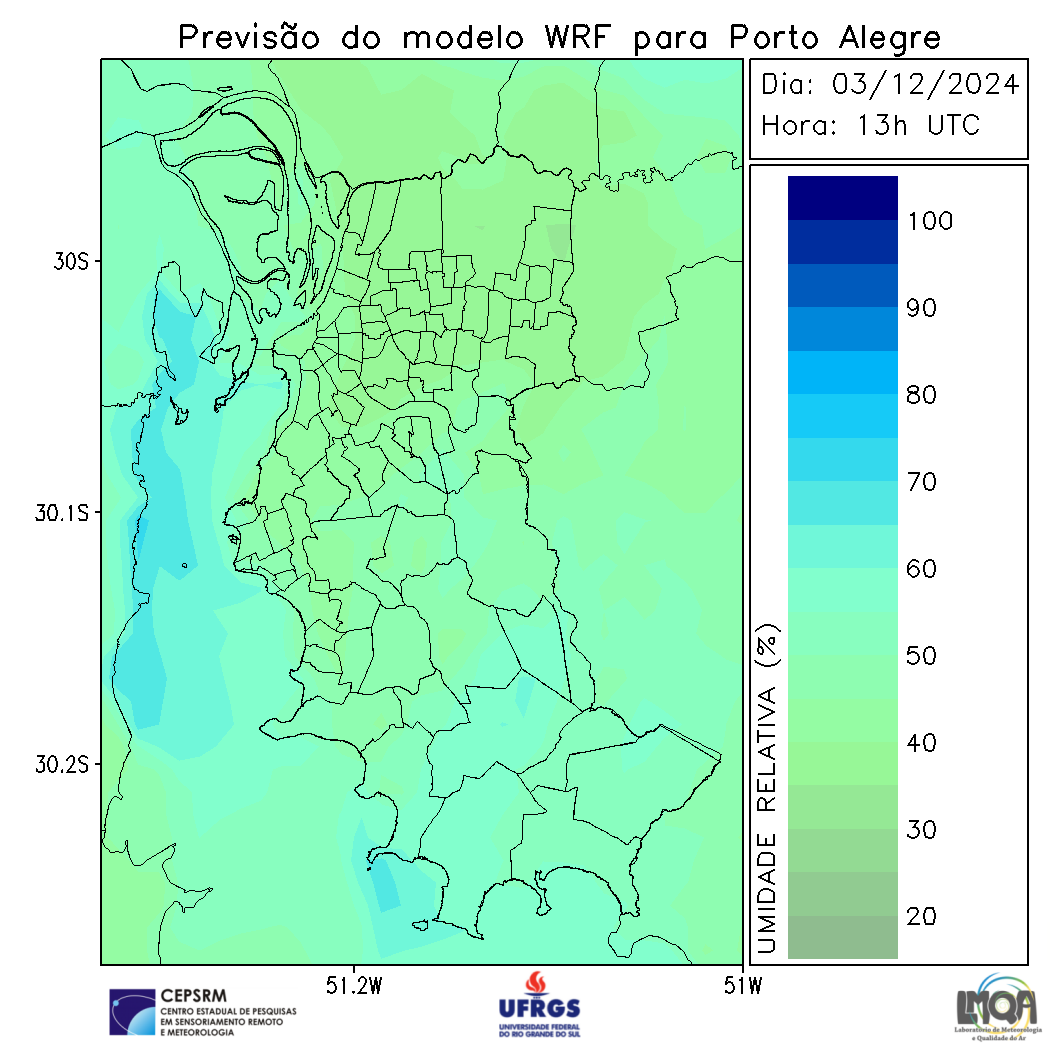 Previsão do modelo WRF para Porto Alegre
Dia: 03/12/2024
Hora: 13h UTC
30S
30.1S
30.2S
51.2W
51W
UMIDADE RELATIVA (%)
100
90
80
70
60
50
40
30
20
CEPSRM
CENTRO ESTADUAL DE PESQUISAS
EM SENSORIAMENTO REMOTO
E METEOROLOGIA
UFRGS
UNIVERSIDADE FEDERAL
DO RIO GRANDE DO SUL
LMQA
Laboratório de Meteorologia
e Qualidade do Ar